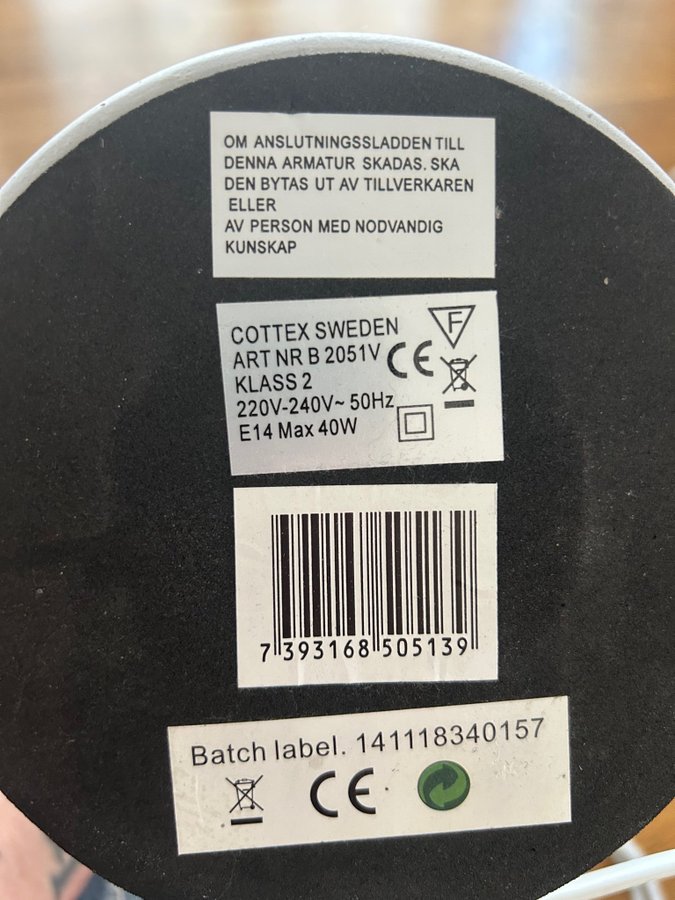 OM ANSLUTNINGSSLADDEN TILL
DENNA ARMATUR SKADAS. SKA
DEN BYTAS UT AV TILLVERKAREN
ELLER
AV PERSON MED NODVANDIG
KUNSKAP
COTTEX SWEDEN
ART NR B 2051V
KLASS 2
220V-240V~ 50Hz
E14 Max 40W
F
CE
7 393168 505139
Batch label. 141118340157
CE